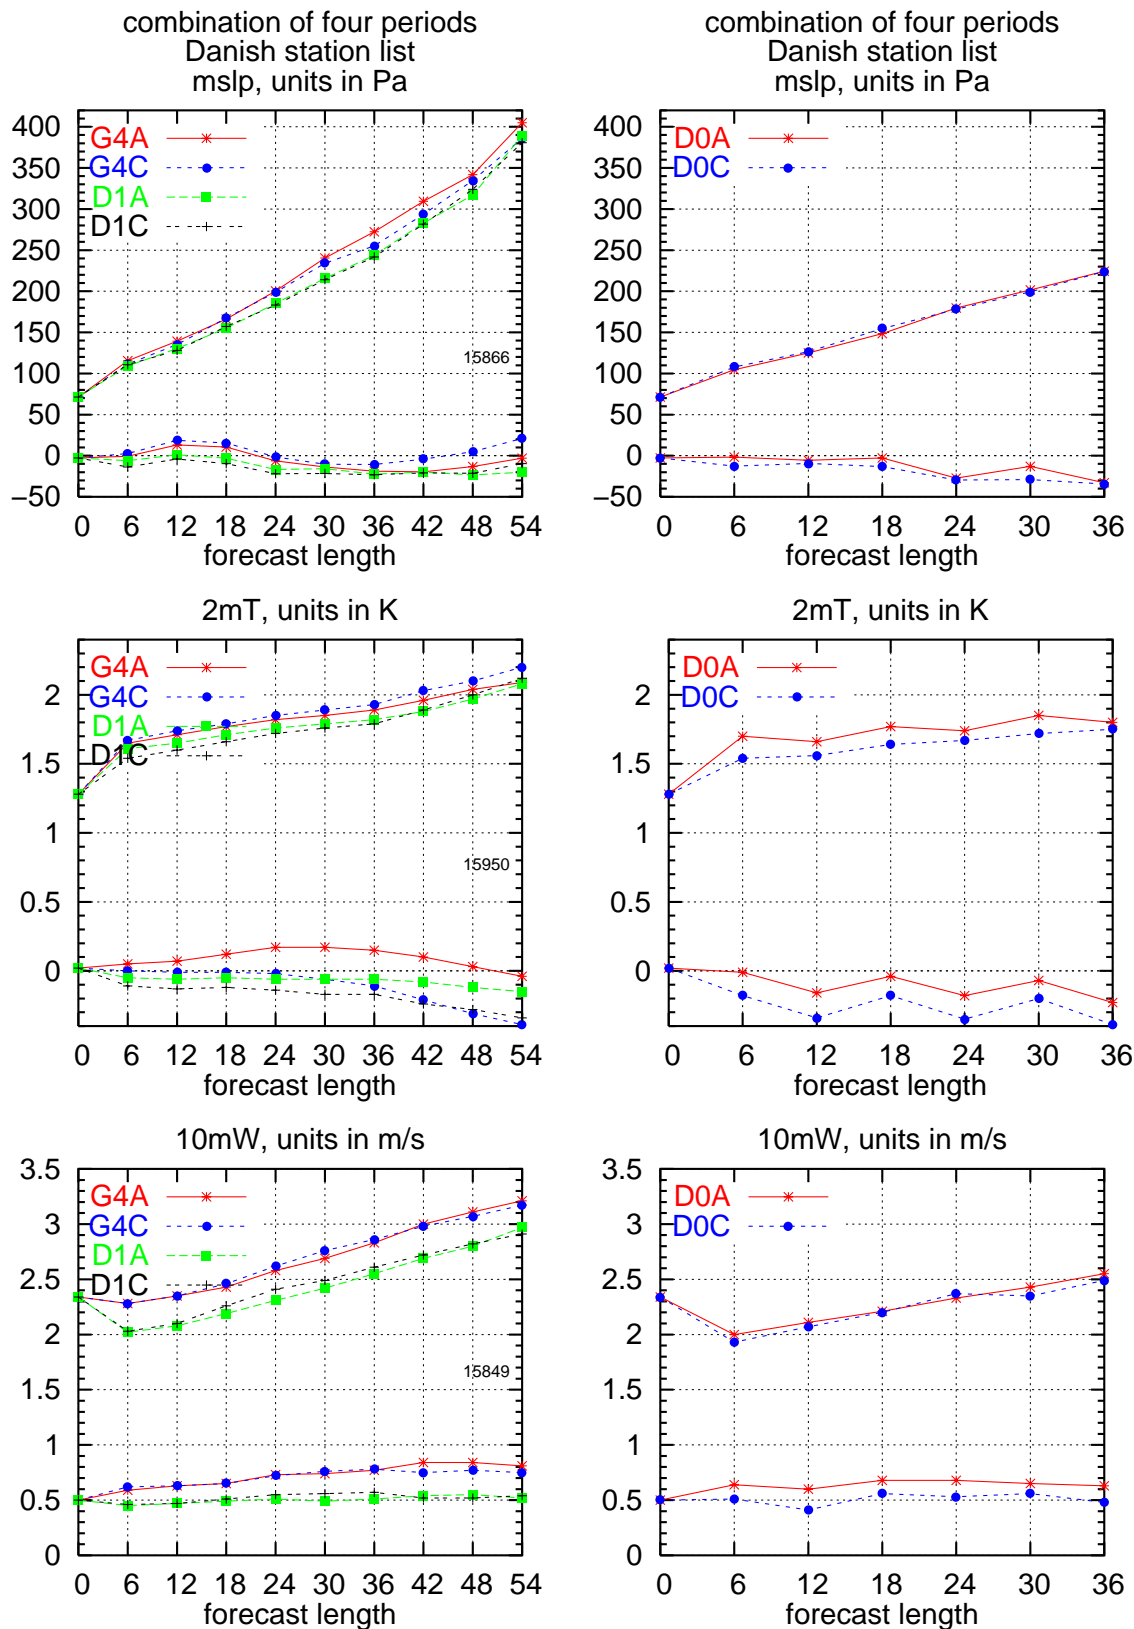 combination of four periods
Danish station list
mslp, units in Pa
400
350
300
250
200
150
100
50
0
−50
G4A
G4C
D1A
D1C
15866
0 6 12 18 24 30 36 42 48 54
forecast length
combination of four periods
Danish station list
mslp, units in Pa
400
350
300
250
200
150
100
50
0
−50
D0A
D0C
0 6 12 18 24 30 36
forecast length
2mT, units in K
2
1.5
1
0.5
0
G4A
G4C
D1A
D1C
15950
0 6 12 18 24 30 36 42 48 54
forecast length
2mT, units in K
2
1.5
1
0.5
0
D0A
D0C
0 6 12 18 24 30 36
forecast length
10mW, units in m/s
3.5
3
2.5
2
1.5
1
0.5
0
G4A
G4C
D1A
D1C
15849
0 6 12 18 24 30 36 42 48 54
forecast length
10mW, units in m/s
3.5
3
2.5
2
1.5
1
0.5
0
D0A
D0C
0 6 12 18 24 30 36
forecast length